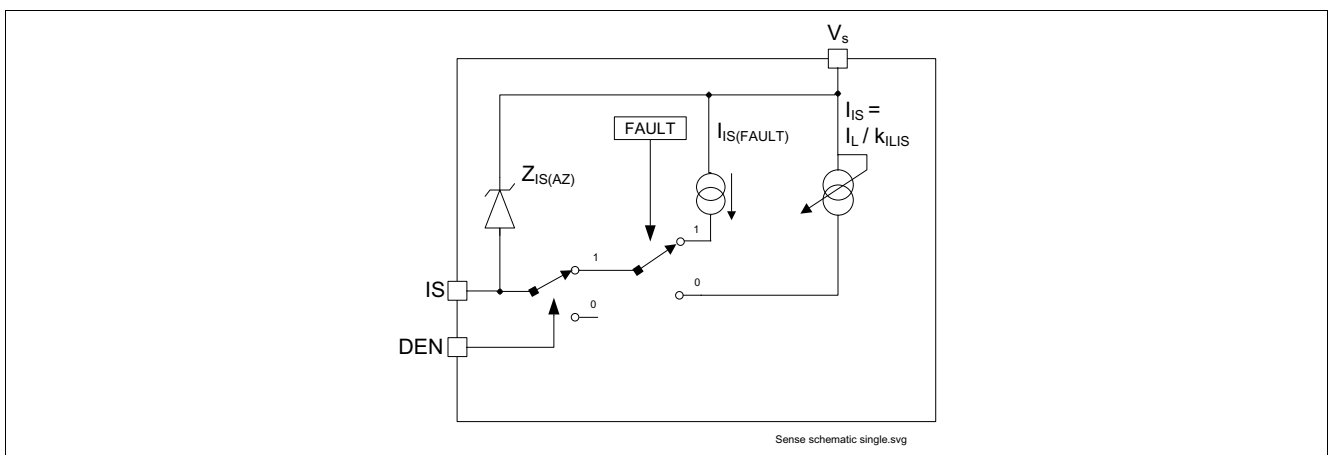 Vs
IIS =
FAULT
IIS(FAULT)
IL / kILIS
ZIS(AZ)
1
1
IS
0
0
DEN
Sense schematic single.svg